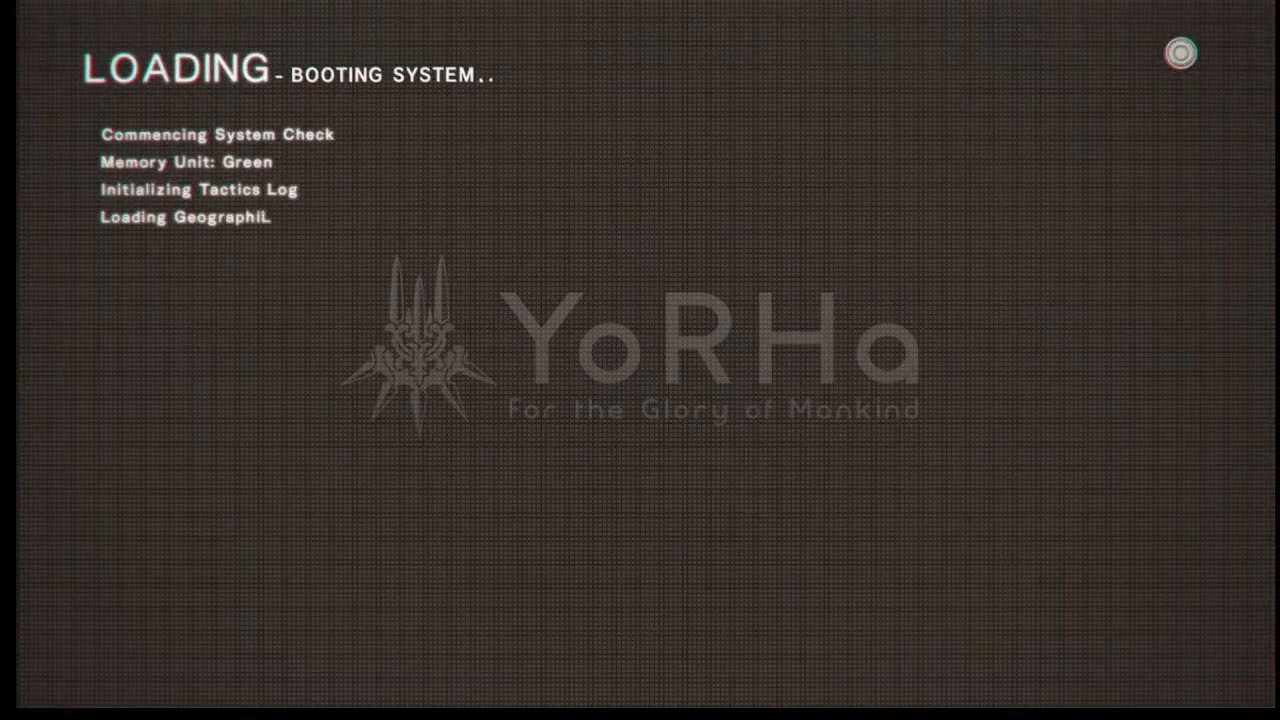 LOADING - BOOTING SYSTEM..
Commencing System Check
Memory Unit: Green
Initializing Tactics Log
Loading GeographiL
YoRHa
For the Glory of Mankind